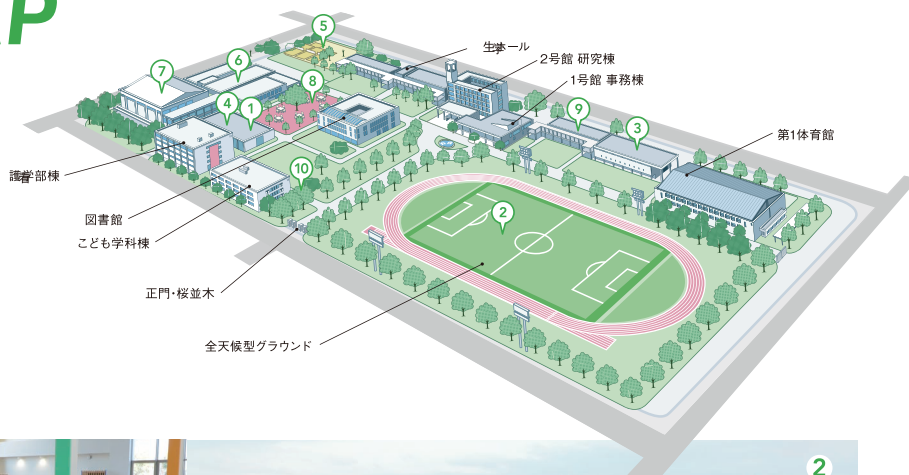 AP
5
生ホール
2号館 研究棟
6
1号館 事務棟
7
8
9
4
1
3
第1体育館
護学部棟
10
図書館
2
こども学科棟
正門・桜並木
全天候型グラウンド
2